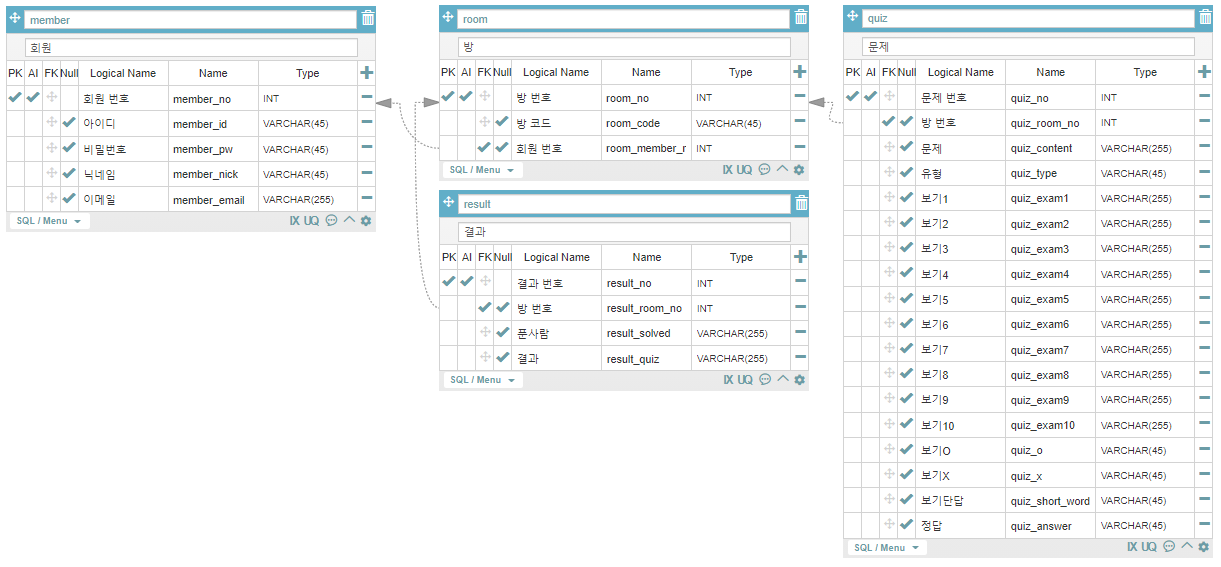 member
회원
PK AI FK Null Logical Name Name Type
회원 번호 member_no INT
아이디 member_id VARCHAR(45)
비밀번호 member_pw VARCHAR(45)
닉네임 member_nick VARCHAR(45)
이메일 member_email VARCHAR(255)
SQL / Menu IX UQ
room
방
PK AI FK Null Logical Name Name Type
방 번호 room_no INT
방 코드 room_code VARCHAR(45)
회원 번호 room_member_r INT
SQL / Menu IX UQ
result
결과
PK AI FK Null Logical Name Name Type
결과 번호 result_no INT
방 번호 result_room_no INT
푼사람 result_solved VARCHAR(255)
결과 result_quiz VARCHAR(255)
SQL / Menu IX UQ
quiz
문제
PK AI FK Null Logical Name Name Type
문제 번호 quiz_no INT
방 번호 quiz_room_no INT
문제 quiz_content VARCHAR(255)
유형 quiz_type VARCHAR(45)
보기1 quiz_exam1 VARCHAR(255)
보기2 quiz_exam2 VARCHAR(255)
보기3 quiz_exam3 VARCHAR(255)
보기4 quiz_exam4 VARCHAR(255)
보기5 quiz_exam5 VARCHAR(255)
보기6 quiz_exam6 VARCHAR(255)
보기7 quiz_exam7 VARCHAR(255)
보기8 quiz_exam8 VARCHAR(255)
보기9 quiz_exam9 VARCHAR(255)
보기10 quiz_exam10 VARCHAR(255)
보기O quiz_o VARCHAR(45)
보기X quiz_x VARCHAR(45)
보기단답 quiz_short_word VARCHAR(45)
정답 quiz_answer VARCHAR(45)
SQL / Menu IX UQ